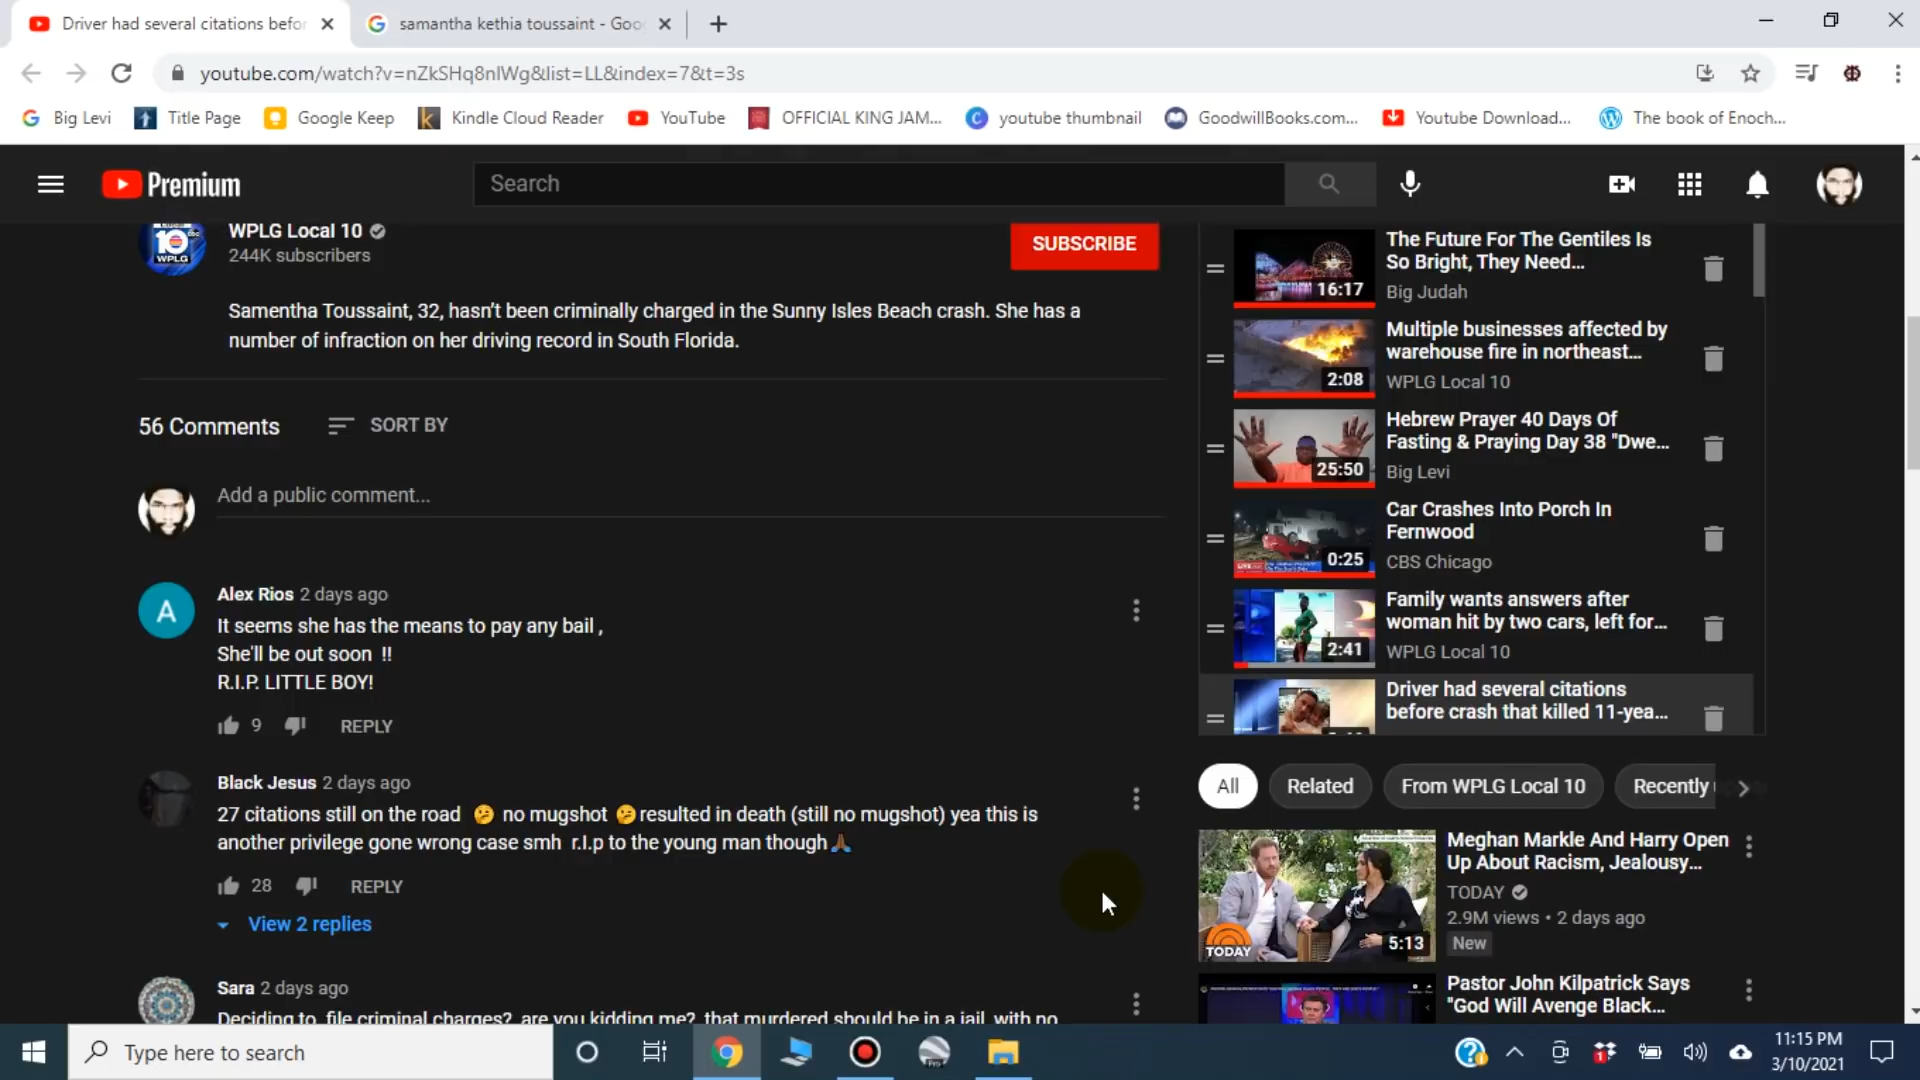 Driver had several citations befor
samantha kethia toussaint - Goo
youtube.com/watch?v=nZkSHq8nlWg&list=LL&index=7&t=3s
Big Levi
Title Page
Google Keep
Kindle Cloud Reader
YouTube
OFFICIAL KING JAM...
youtube thumbnail
GoodwillBooks.com...
Youtube Download...
The book of Enoch...
Premium
Search
10
WPLG
WPLG Local 10
244K subscribers
SUBSCRIBE
Samantha Toussaint, 32, hasn't been criminally charged in the Sunny Isles Beach crash. She has a
number of infraction on her driving record in South Florida.
56 Comments
SORT BY
Add a public comment...
A
Alex Rios 2 days ago
It seems she has the means to pay any bail ,
She'll be out soon !!
R.I.P. LITTLE BOY!
9
REPLY
Black Jesus 2 days ago
27 citations still on the road 🤔 no mugshot 🤔resulted in death (still no mugshot) yea this is
another privilege gone wrong case smh r.I.p to the young man though🙏🏾
28
REPLY
View 2 replies
Sara 2 days ago
Deciding to file criminal charges?, are you kidding me?, that murdered should be in a jail with no
The Future For The Gentiles Is
So Bright, They Need...
Big Judah
16:17
Multiple businesses affected by
warehouse fire in northeast...
WPLG Local 10
2:08
Hebrew Prayer 40 Days Of
Fasting & Praying Day 38 "Dwe...
Big Levi
25:50
Car Crashes Into Porch In
Fernwood
CBS Chicago
0:25
Family wants answers after
woman hit by two cars, left for...
WPLG Local 10
2:41
Driver had several citations
before crash that killed 11-yea...
All
Related
From WPLG Local 10
Recently
Meghan Markle And Harry Open
Up About Racism, Jealousy...
TODAY
2.9M views • 2 days ago
New
TODAY
5:13
Pastor John Kilpatrick Says
"God Will Avenge Black...
Type here to search
11:15 PM
3/10/2021